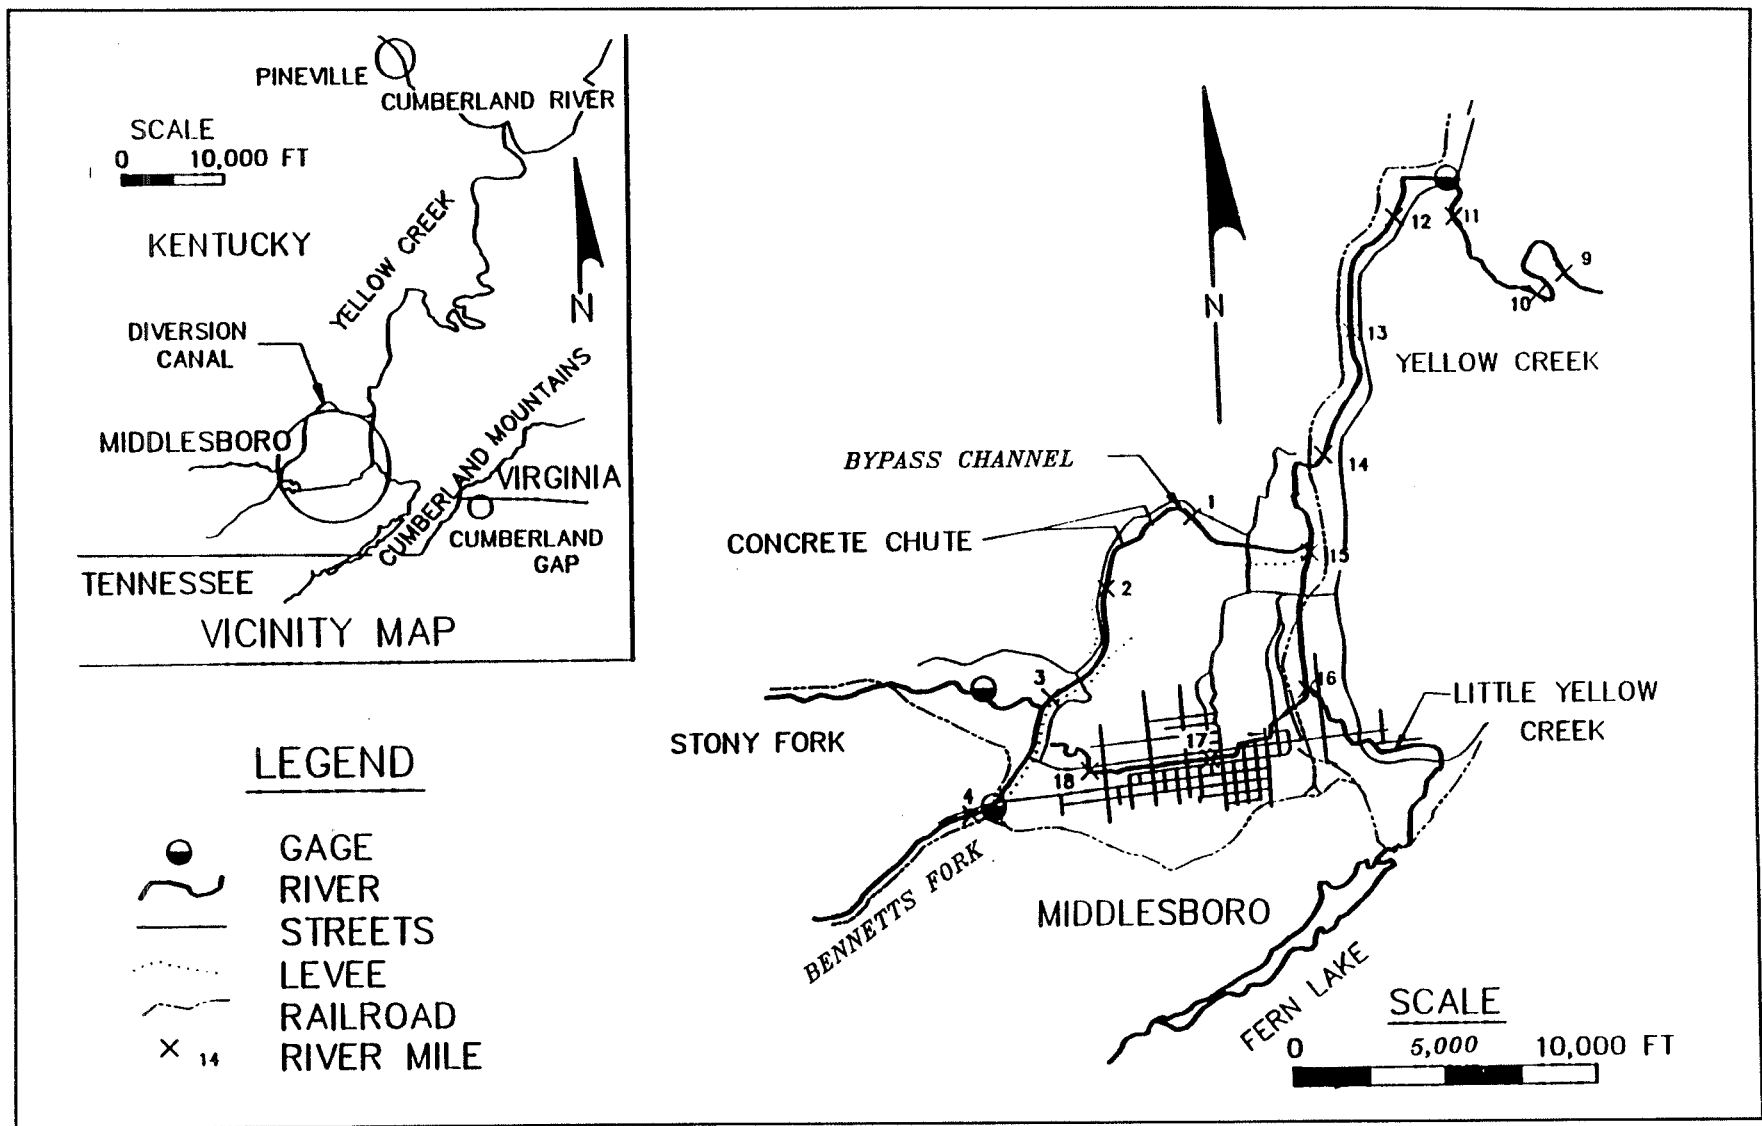 PINEVILLE
CUMBERLAND RIVER
SCALE
0 10,000 FT
KENTUCKY
YELLOW CREEK
N
DIVERSION
CANAL
MIDDLESBORO
CUMBERLAND MOUNTAINS
VIRGINIA
CUMBERLAND
GAP
TENNESSEE
VICINITY MAP
N
12
11
9
10
13
YELLOW CREEK
14
BYPASS CHANNEL
1
CONCRETE CHUTE
15
2
3
16
LITTLE YELLOW
CREEK
STONY FORK
17
18
4
BENNETTS FORK
MIDDLESBORO
FERN LAKE
LEGEND
GAGE
RIVER
STREETS
LEVEE
RAILROAD
14 RIVER MILE
SCALE
0 5,000 10,000 FT